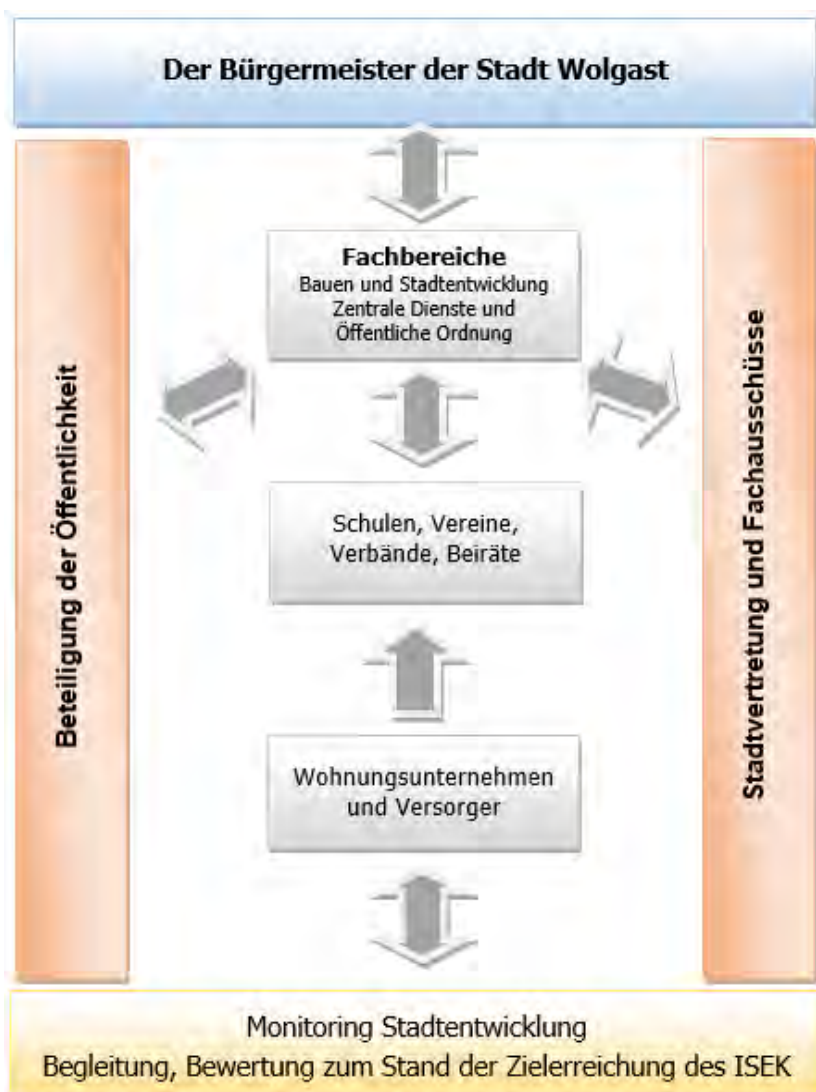 Der Bürgermeister der Stadt Wolgast
Beteiligung der Öffentlichkeit
Fachbereiche
Bauen und Stadtentwicklung
Zentrale Dienste und
Öffentliche Ordnung
Schulen, Vereine,
Verbände, Beiräte
Wohnungsunternehmen
und Versorger
Stadtvertretung und Fachausschüsse
Monitoring Stadtentwicklung
Begleitung, Bewertung zum Stand der Zielerreichung des ISEK